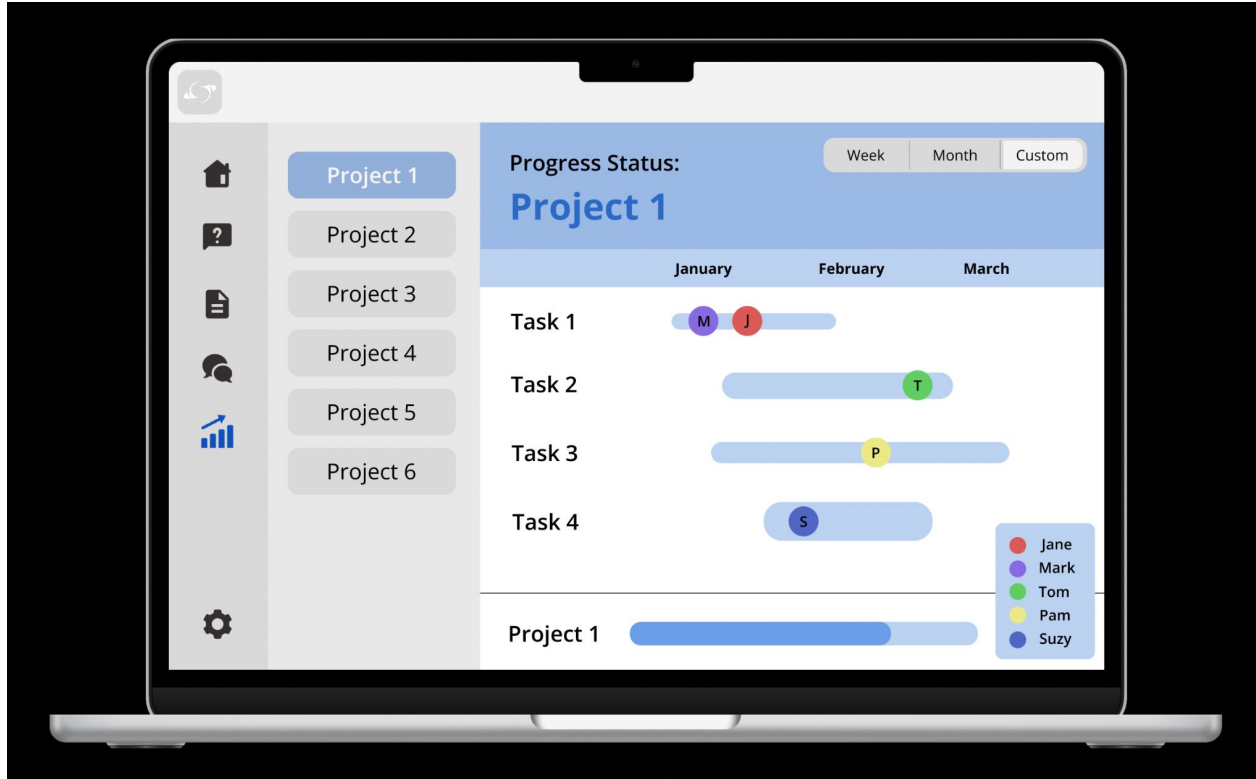 Project 1
Project 2
Project 3
Project 4
Project 5
Project 6
Progress Status:
Project 1
Week Month Custom
January February March
Task 1 M J
Task 2 T
Task 3 P
Task 4 S
Project 1
Jane
Mark
Tom
Pam
Suzy
?